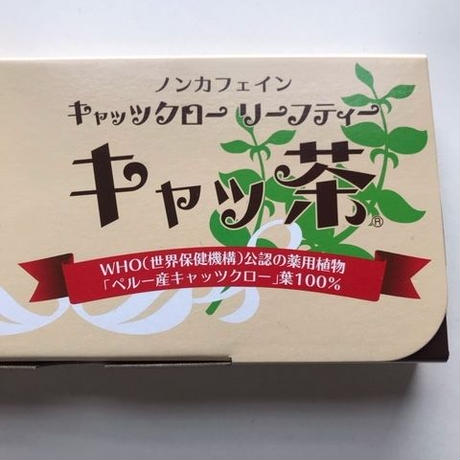 ノンカフェイン
キャッツクロー リーフティー
キャッ茶®
WHO(世界保健機構)公認の薬用植物
「ペルー産キャッツクロー」葉100%